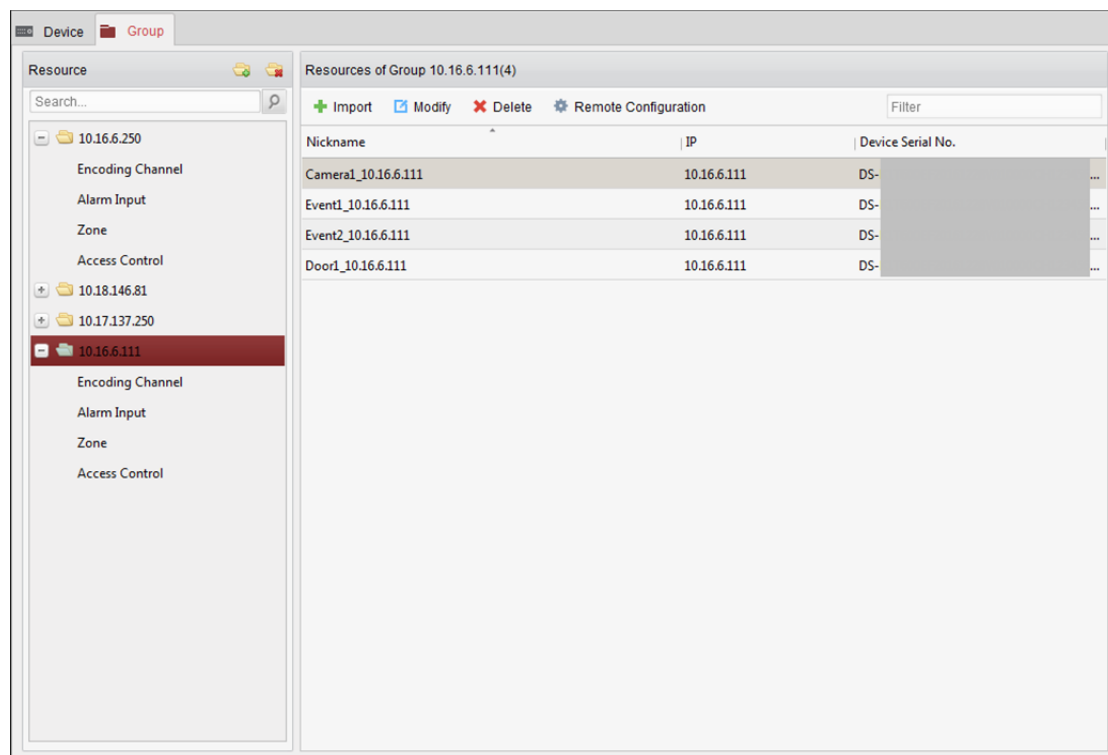 Device Group
Resource
Search...
10.16.6.250
Encoding Channel
Alarm Input
Zone
Access Control
10.18.146.81
10.17.137.250
10.16.6.111
Encoding Channel
Alarm Input
Zone
Access Control
Resources of Group 10.16.6.111(4)
Import Modify Delete Remote Configuration Filter
Nickname IP Device Serial No.
Camera1_10.16.6.111 10.16.6.111 DS- ...
Event1_10.16.6.111 10.16.6.111 DS- ...
Event2_10.16.6.111 10.16.6.111 DS- ...
Door1_10.16.6.111 10.16.6.111 DS- ...